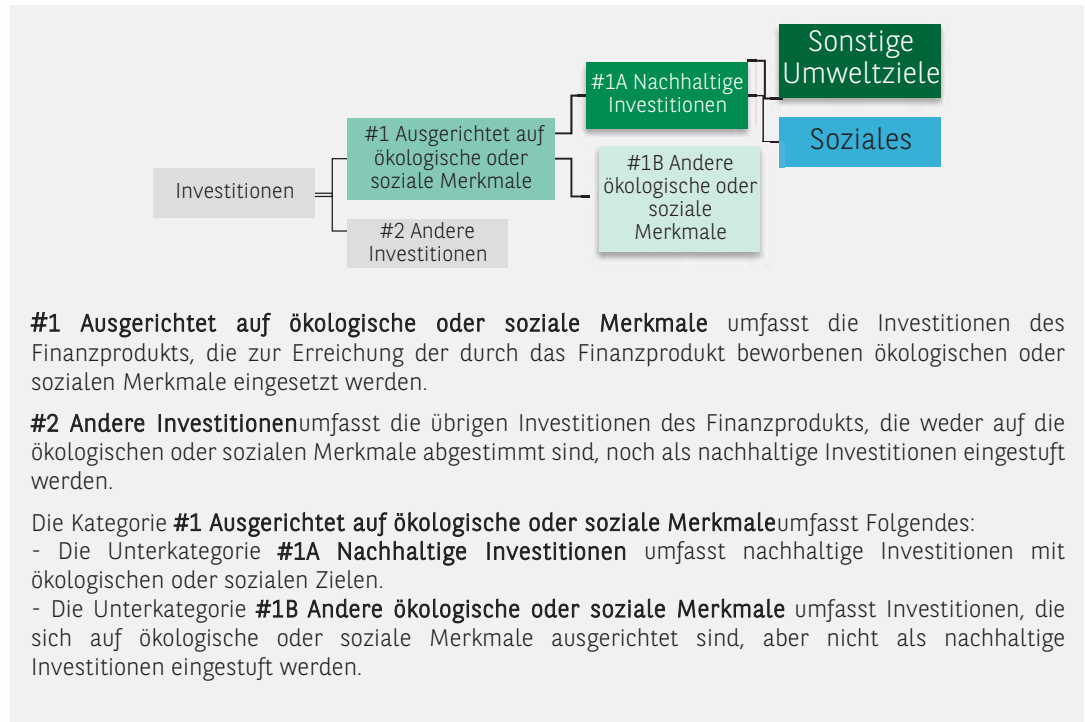 Sonstige
Umweltziele
#1A Nachhaltige
Investitionen
Soziales
#1 Ausgerichtet auf
ökologische oder
soziale Merkmale
#1B Andere
ökologische oder
soziale
Merkmale
Investitionen
#2 Andere
Investitionen
#1 Ausgerichtet auf ökologische oder soziale Merkmale umfasst die Investitionen des
Finanzprodukts, die zur Erreichung der durch das Finanzprodukt beworbenen ökologischen oder
sozialen Merkmale eingesetzt werden.
#2 Andere Investitionenumfasst die übrigen Investitionen des Finanzprodukts, die weder auf die
ökologischen oder sozialen Merkmale abgestimmt sind, noch als nachhaltige Investitionen eingestuft
werden.
Die Kategorie #1 Ausgerichtet auf ökologische oder soziale Merkmaleumfasst Folgendes:
- Die Unterkategorie #1A Nachhaltige Investitionen umfasst nachhaltige Investitionen mit
ökologischen oder sozialen Zielen.
- Die Unterkategorie #1B Andere ökologische oder soziale Merkmale umfasst Investitionen, die
sich auf ökologische oder soziale Merkmale ausgerichtet sind, aber nicht als nachhaltige
Investitionen eingestuft werden.